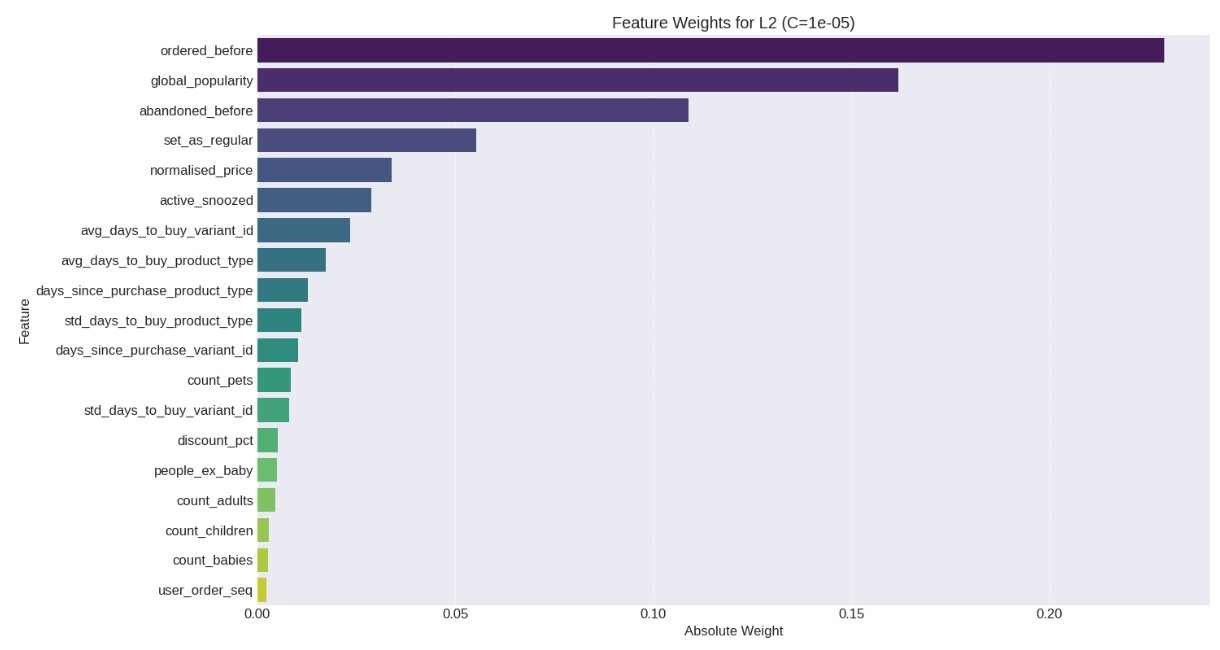 Feature Weights for L2 (C=1e-05)
ordered_before
global_popularity
abandoned_before
set_as_regular
normalised_price
active_snoozed
avg_days_to_buy_variant_id
avg_days_to_buy_product_type
days_since_purchase_product_type
std_days_to_buy_product_type
days_since_purchase_variant_id
count_pets
std_days_to_buy_variant_id
discount_pct
people_ex_baby
count_adults
count_children
count_babies
user_order_seq
Feature
0.00 0.05 0.10 0.15 0.20
Absolute Weight